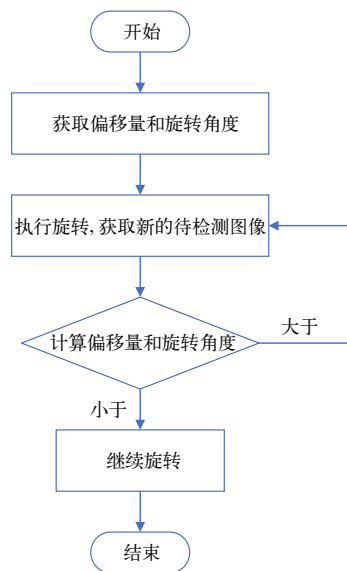 开始
获取偏移量和旋转角度
执行旋转,获取新的待检测图像
计算偏移量和旋转角度
大于
小于
继续旋转
结束